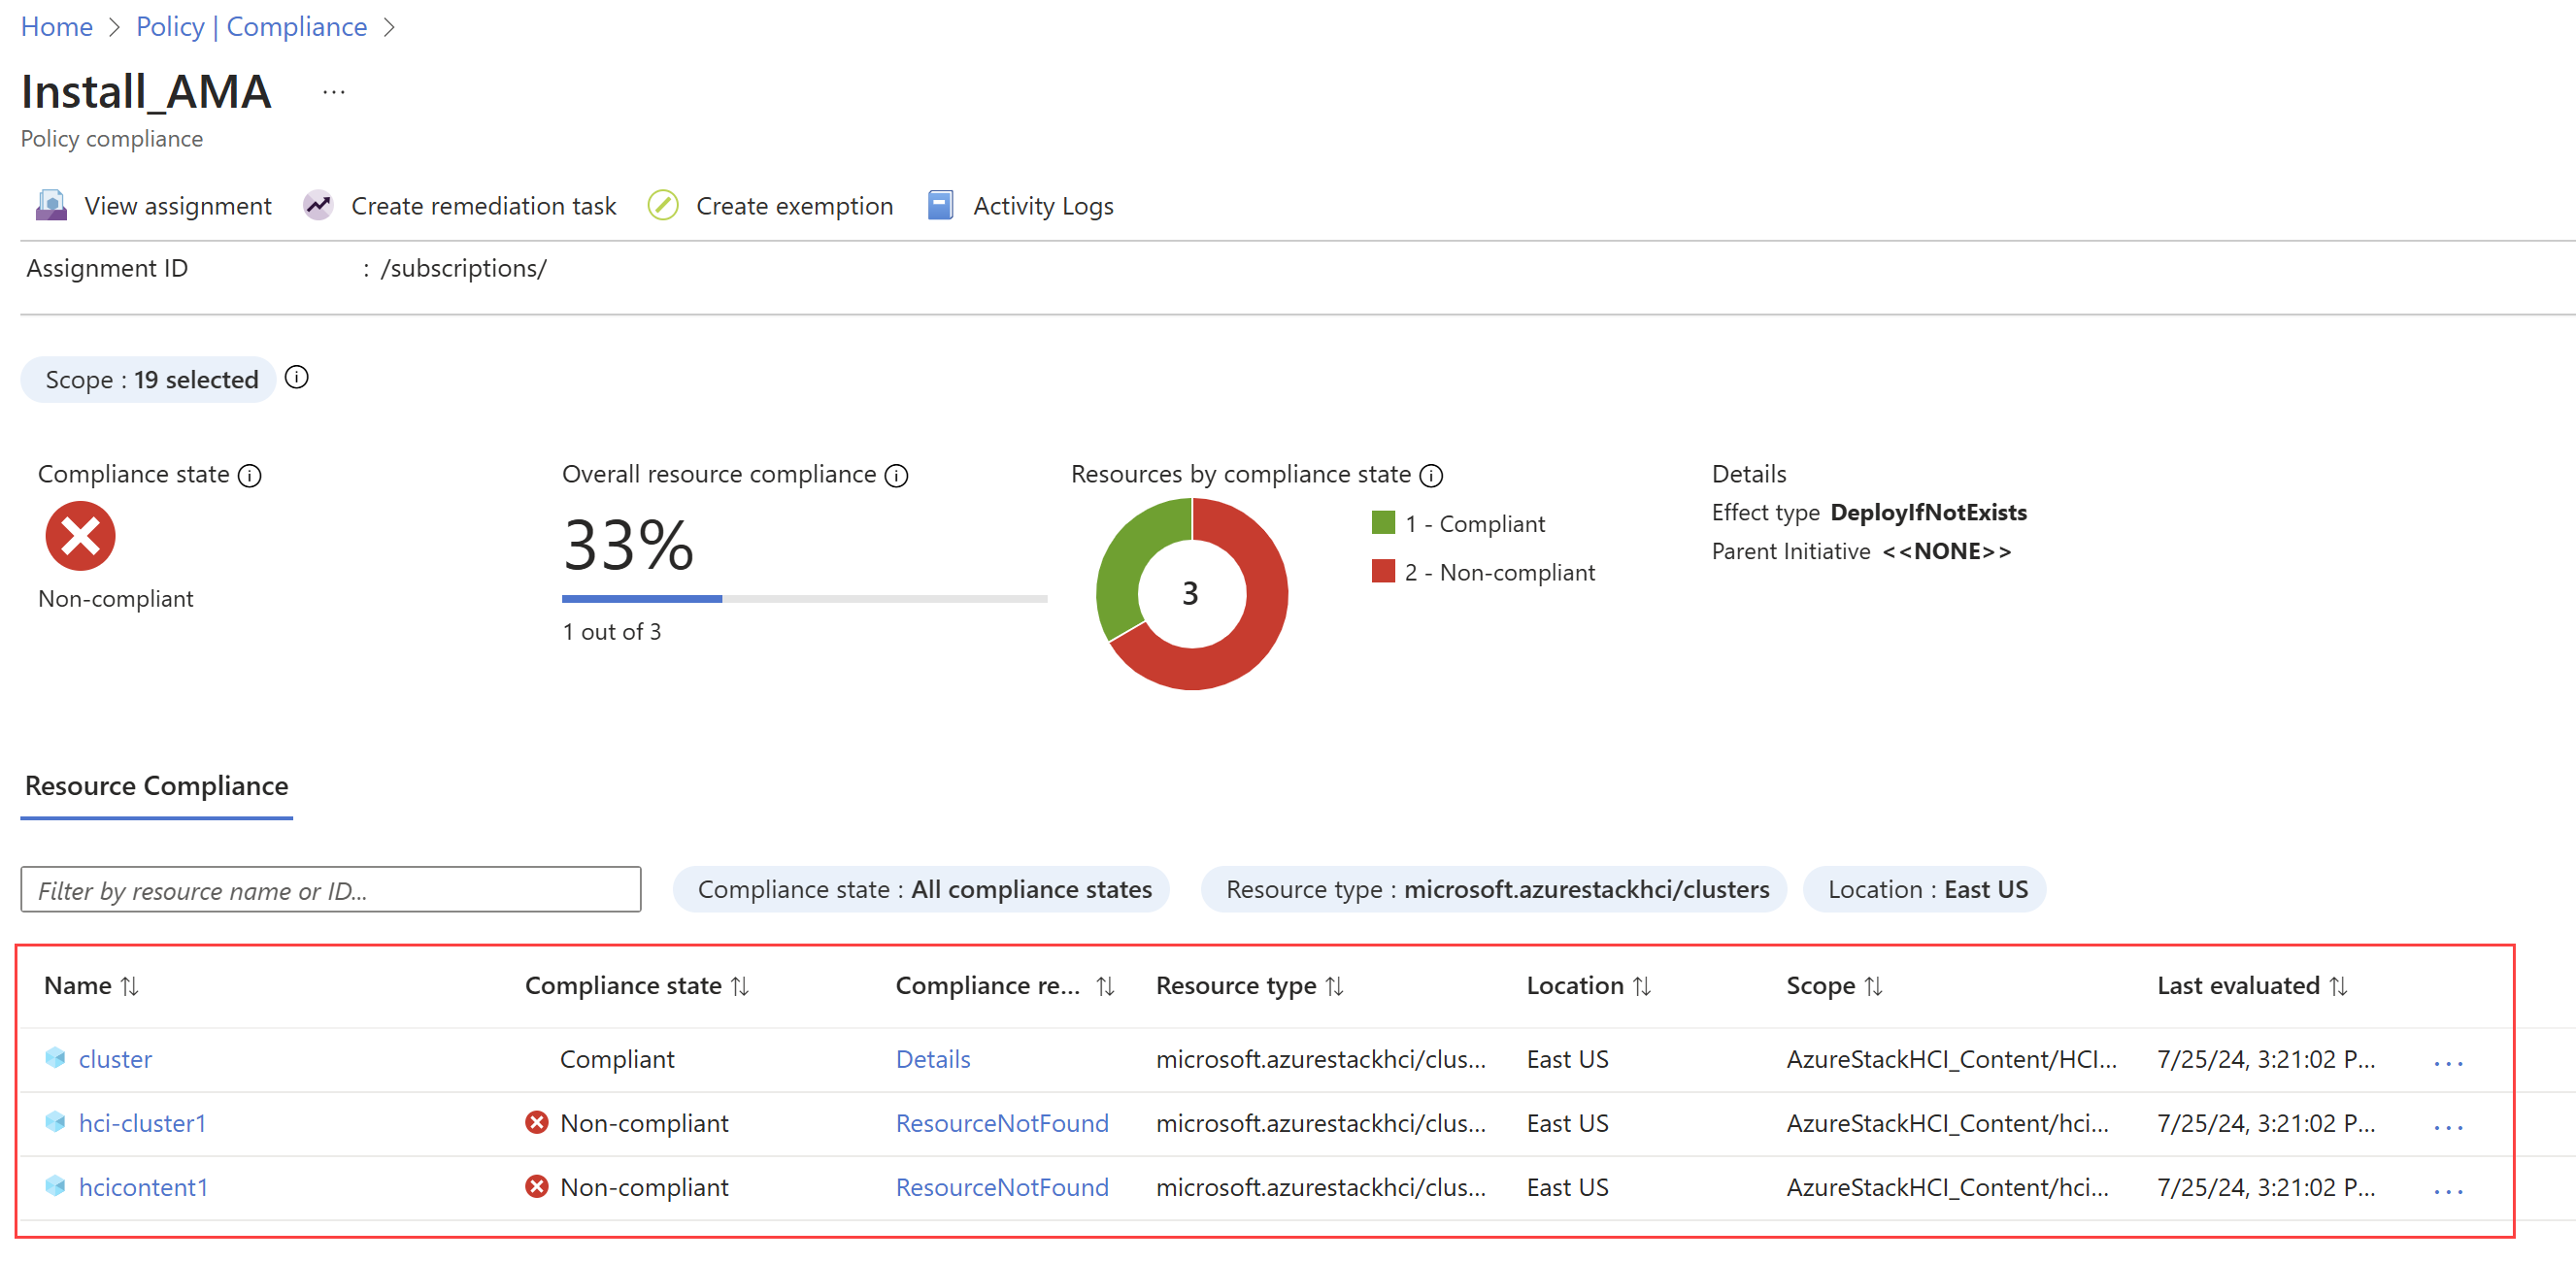 Home > Policy | Compliance >
Install_AMA ...
Policy compliance
View assignment Create remediation task Create exemption Activity Logs
Assignment ID : /subscriptions/
Scope : 19 selected
Compliance state Overall resource compliance Resources by compliance state Details
33% 1 - Compliant Effect type DeployIfNotExists
3 2 - Non-compliant Parent Initiative <<NONE>>
Non-compliant
1 out of 3
Resource Compliance
Filter by resource name or ID... Compliance state : All compliance states Resource type : microsoft.azurestackhci/clusters Location : East US
Name Compliance state Compliance re... Resource type Location Scope Last evaluated
cluster Compliant Details microsoft.azurestackhci/clus... East US AzureStackHCI_Content/HCI... 7/25/24, 3:21:02 P... ...
hci-cluster1 Non-compliant ResourceNotFound microsoft.azurestackhci/clus... East US AzureStackHCI_Content/hci... 7/25/24, 3:21:02 P... ...
hcicontent1 Non-compliant ResourceNotFound microsoft.azurestackhci/clus... East US AzureStackHCI_Content/hci... 7/25/24, 3:21:02 P... ...